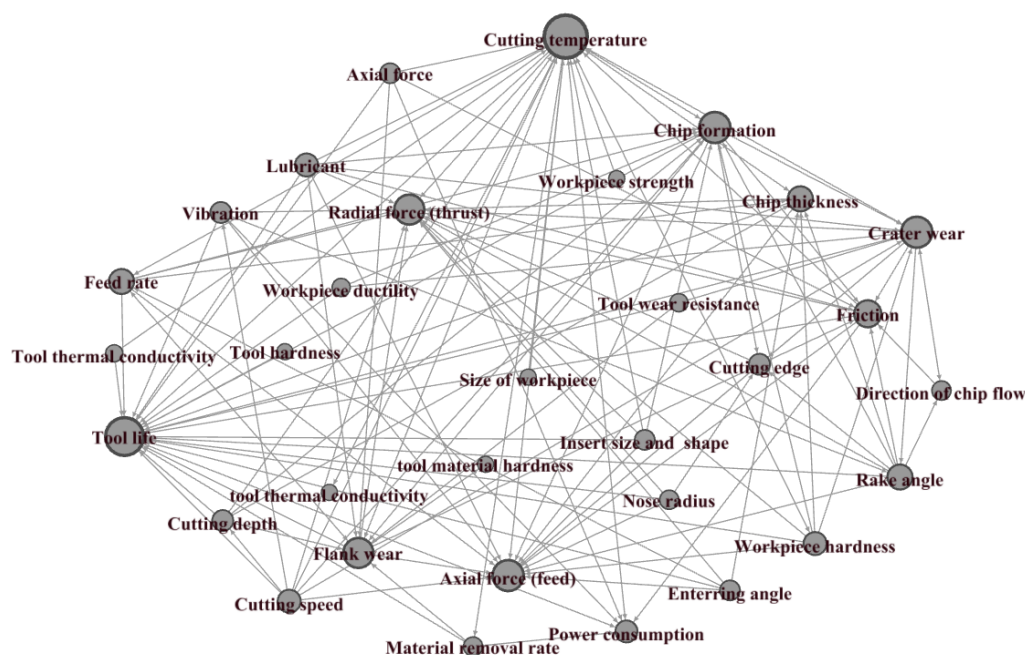 Cutting temperature
Axial force
Chip formation
Lubricant
Workpiece strength
Chip thickness
Vibration
Radial force (thrust)
Crater wear
Feed rate
Workpiece ductility
Tool wear resistance
Friction
Tool thermal conductivity
Tool hardness
Cutting edge
Size of workpiece
Direction of chip flow
Tool life
Insert size and shape
tool material hardness
Rake angle
tool thermal conductivity
Nose radius
Cutting depth
Flank wear
Workpiece hardness
Axial force (feed)
Enterring angle
Cutting speed
Power consumption
Material removal rate